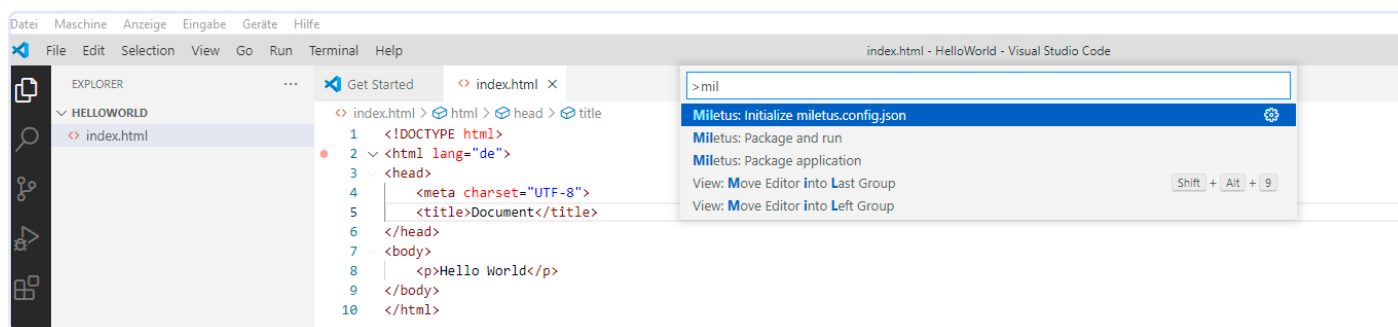 Datei Maschine Anzeige Eingabe Geräte Hilfe
File Edit Selection View Go Run Terminal Help
index.html - HelloWorld - Visual Studio Code
EXPLORER ...
HELLOWORLD
<> index.html
Get Started
<> index.html ×
<> index.html > html > head > title
1 <!DOCTYPE html>
2 <html lang="de">
3 <head>
4 <meta charset="UTF-8">
5 <title>Document</title>
6 </head>
7 <body>
8 <p>Hello World</p>
9 </body>
10 </html>
>mil
Miletus: Initialize miletus.config.json
Miletus: Package and run
Miletus: Package application
View: Move Editor into Last Group Shift + Alt + 9
View: Move Editor into Left Group